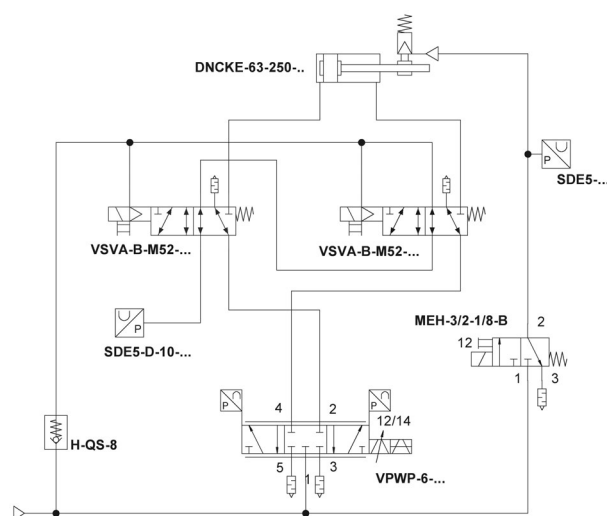 DNCKE-63-250-..
P
SDE5-...
VSVA-B-M52-...
VSVA-B-M52-...
MEH-3/2-1/8-B
2
12
1
3
P
SDE5-D-10-...
P
P
4
2
12/14
H-QS-8
5
1
3
VPWP-6-...